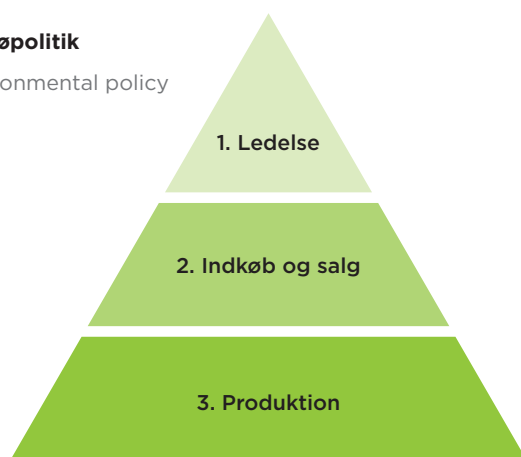 øpolitik
onmental policy
1. Ledelse
2. Indkøb og salg
3. Produktion